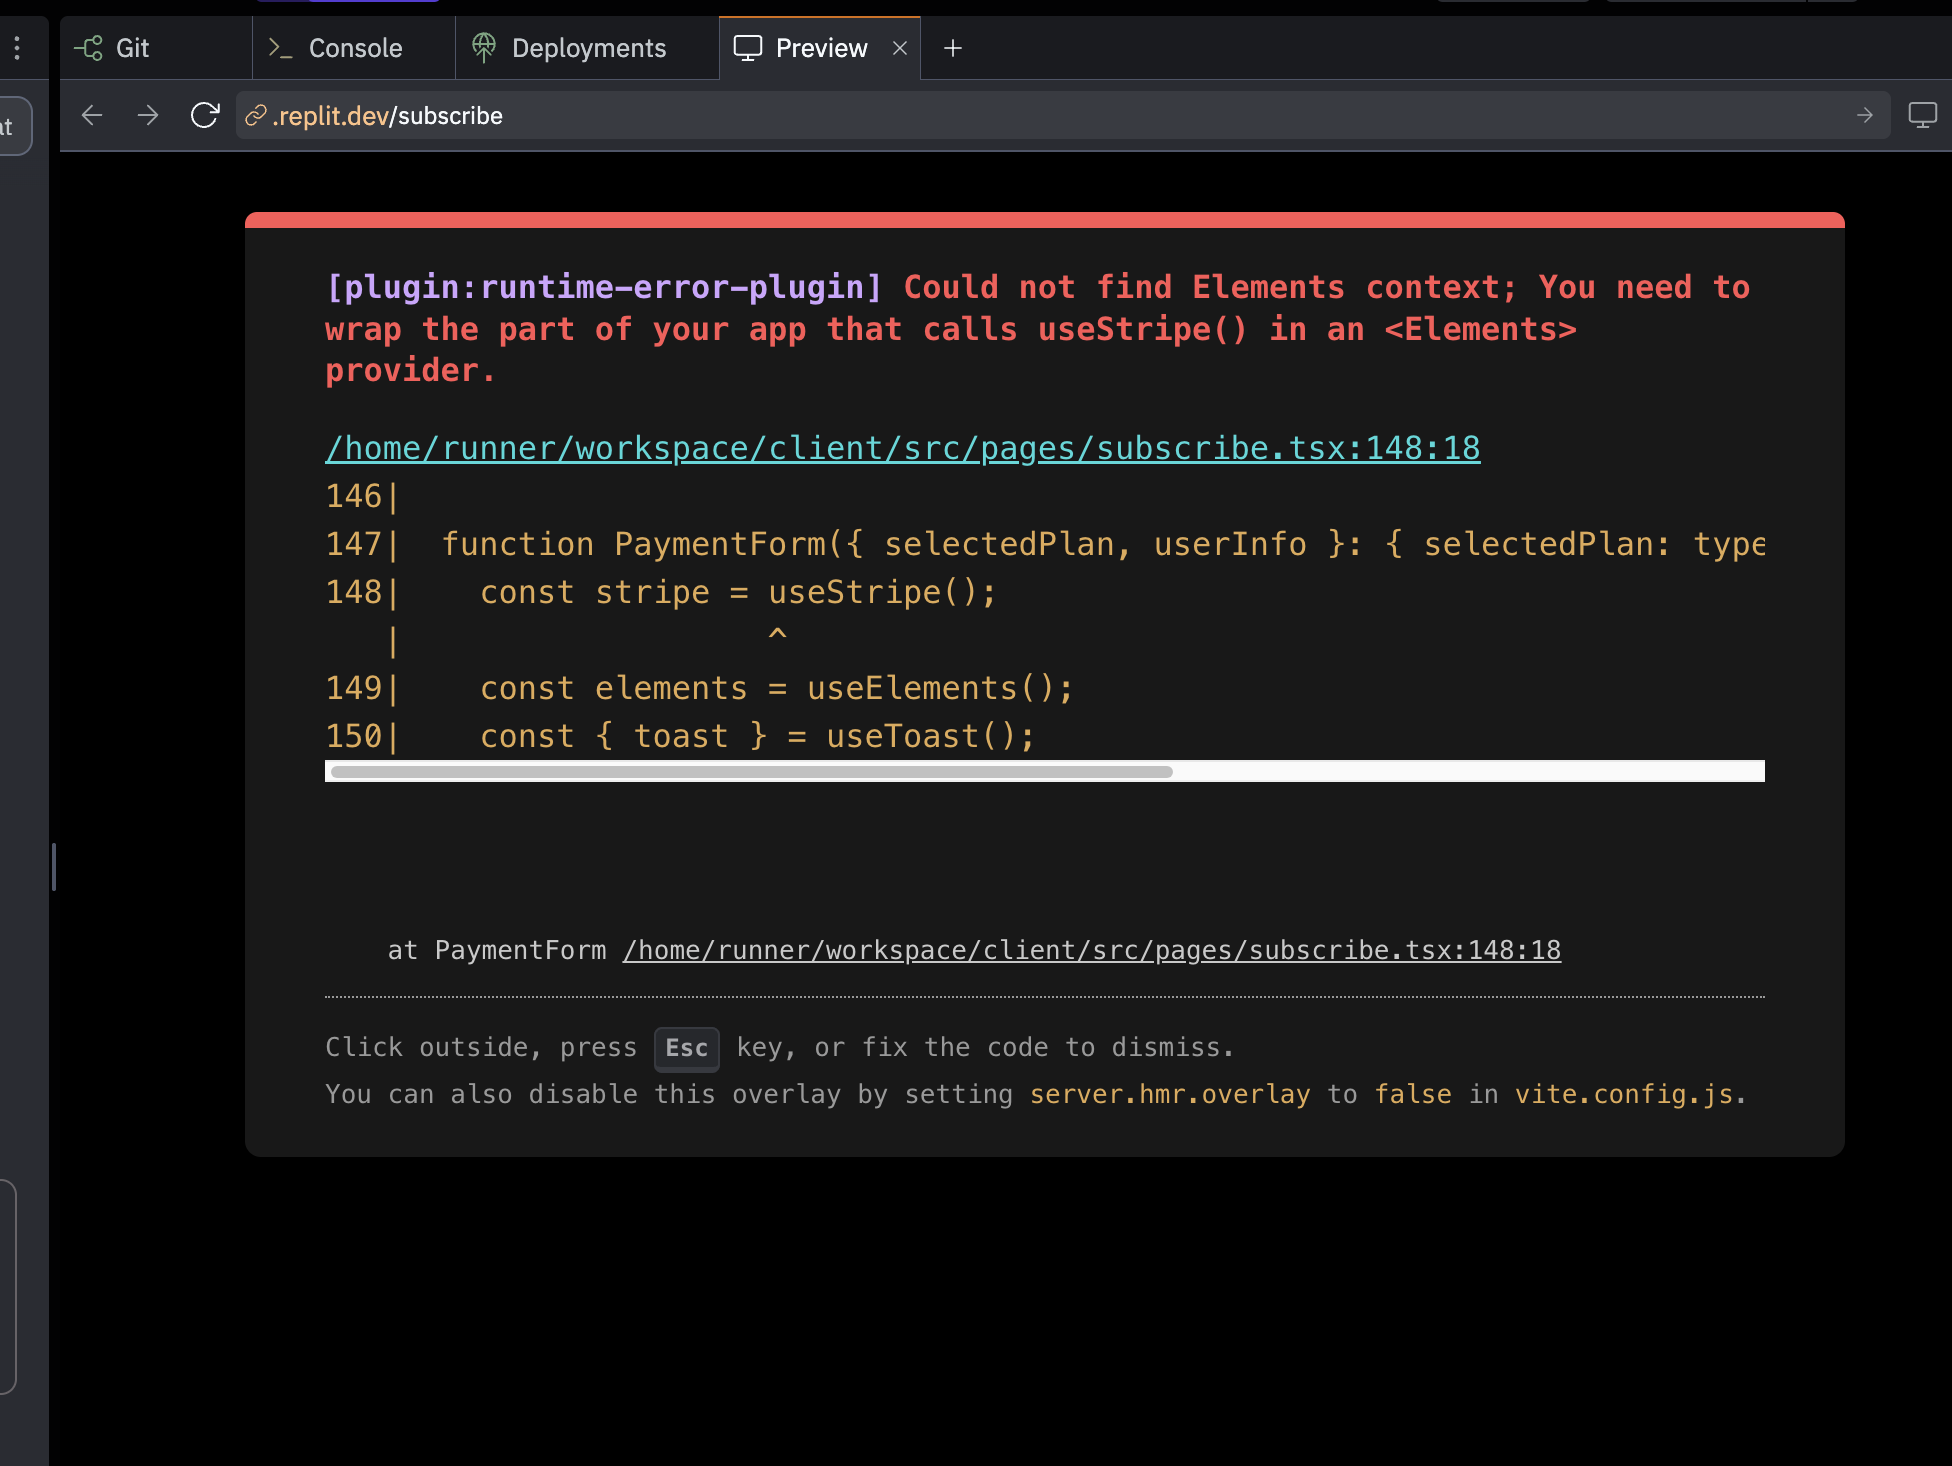 Git
Console
Deployments
Preview
at
.replit.dev/subscribe
[plugin:runtime-error-plugin] Could not find Elements context; You need to
wrap the part of your app that calls useStripe() in an <Elements>
provider.
/home/runner/workspace/client/src/pages/subscribe.tsx:148:18
146|
147|  function PaymentForm({ selectedPlan, userInfo }: { selectedPlan: type
148|    const stripe = useStripe();
   |                   ^
149|    const elements = useElements();
150|    const { toast } = useToast();
at PaymentForm /home/runner/workspace/client/src/pages/subscribe.tsx:148:18
Click outside, press Esc key, or fix the code to dismiss.
You can also disable this overlay by setting server.hmr.overlay to false in vite.config.js.